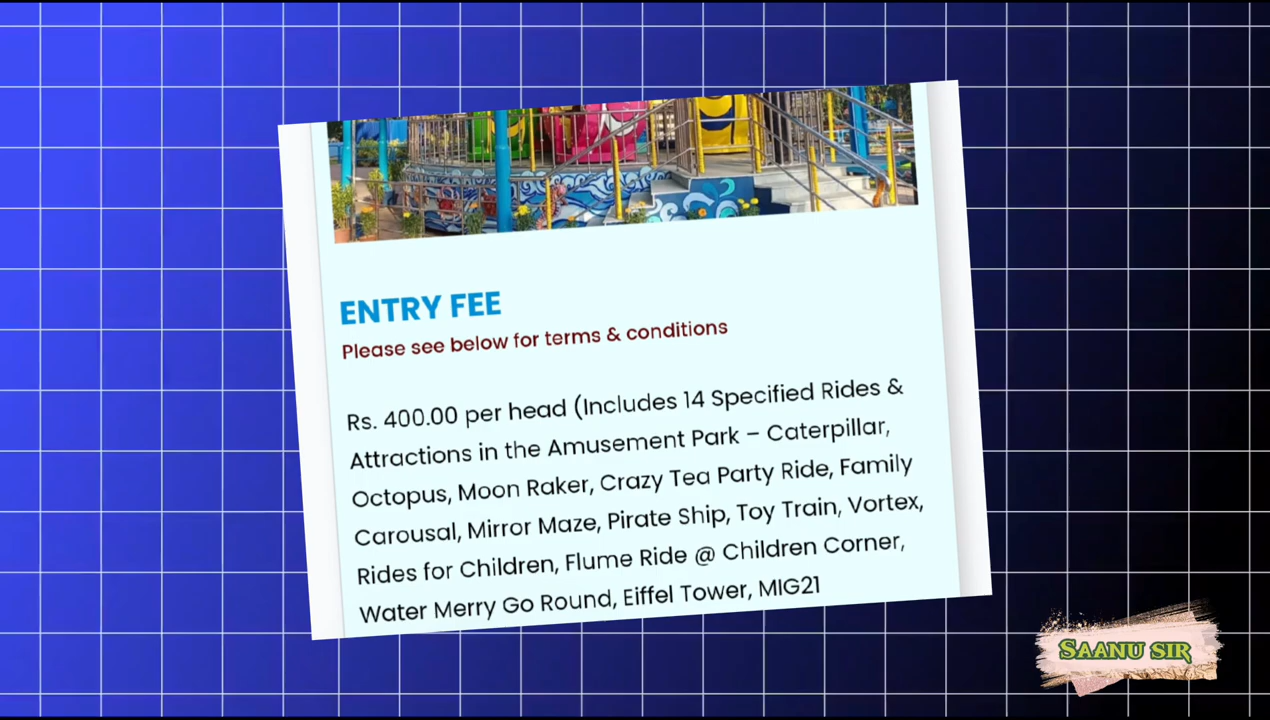 ENTRY FEE
Please see below for terms & conditions
Rs. 400.00 per head (Includes 14 Specified Rides &
Attractions in the Amusement Park – Caterpillar,
Octopus, Moon Raker, Crazy Tea Party Ride, Family
Carousal, Mirror Maze, Pirate Ship, Toy Train, Vortex,
Rides for Children, Flume Ride @ Children Corner,
Water Merry Go Round, Eiffel Tower, MIG21
SAANU SIR